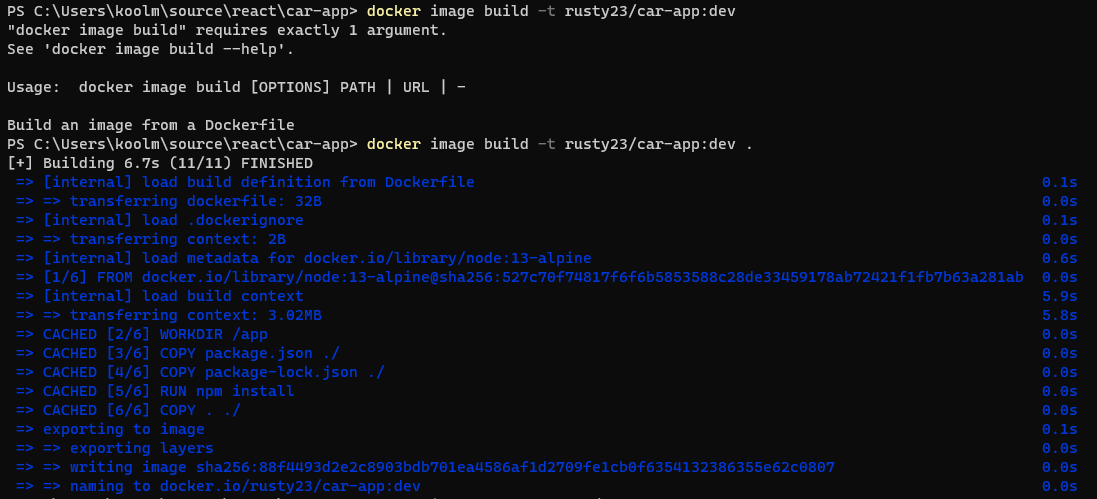 PS C:\Users\koolm\source\react\car-app> docker image build -t rusty23/car-app:dev
"docker image build" requires exactly 1 argument.
See 'docker image build --help'.
Usage:  docker image build [OPTIONS] PATH | URL | -
Build an image from a Dockerfile
PS C:\Users\koolm\source\react\car-app> docker image build -t rusty23/car-app:dev .
[+] Building 6.7s (11/11) FINISHED
=> [internal] load build definition from Dockerfile 0.1s
=> => transferring dockerfile: 32B 0.0s
=> [internal] load .dockerignore 0.1s
=> => transferring context: 2B 0.0s
=> [internal] load metadata for docker.io/library/node:13-alpine 0.6s
=> [1/6] FROM docker.io/library/node:13-alpine@sha256:527c70f74817f6f6b5853588c28de33459178ab72421f1fb7b63a281ab 0.0s
=> [internal] load build context 5.9s
=> => transferring context: 3.02MB 5.8s
=> CACHED [2/6] WORKDIR /app 0.0s
=> CACHED [3/6] COPY package.json ./ 0.0s
=> CACHED [4/6] COPY package-lock.json ./ 0.0s
=> CACHED [5/6] RUN npm install 0.0s
=> CACHED [6/6] COPY . ./ 0.0s
=> exporting to image 0.1s
=> => exporting layers 0.0s
=> => writing image sha256:88f4493d2e2c8903bdb701ea4586af1d2709fe1cb0f6354132386355e62c0807 0.0s
=> => naming to docker.io/rusty23/car-app:dev 0.0s